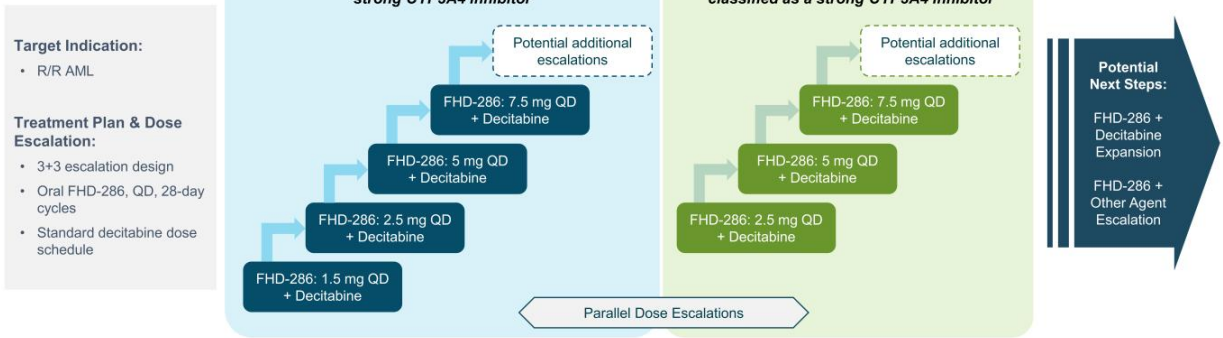 classified as a
Target Indication:
• R/R AML
Treatment Plan & Dose
Escalation:
• 3+3 escalation design
• Oral FHD-286, QD, 28-day
cycles
• Standard decitabine dose
schedule
Potential additional
escalations
FHD-286: 7.5 mg QD
+ Decitabine
FHD-286: 5 mg QD
+ Decitabine
FHD-286: 2.5 mg QD
+ Decitabine
FHD-286: 1.5 mg QD
+ Decitabine
Potential additional
escalations
FHD-286: 7.5 mg QD
+ Decitabine
FHD-286: 5 mg QD
+ Decitabine
FHD-286: 2.5 mg QD
+ Decitabine
Parallel Dose Escalations
Potential
Next Steps:
FHD-286 +
Decitabine
Expansion
FHD-286 +
Other Agent
Escalation